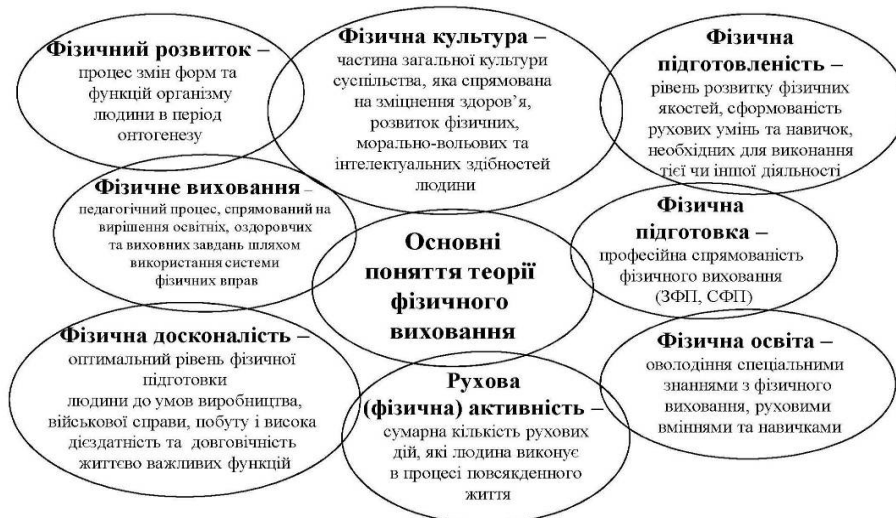 Фізичний розвиток –
процес змін форм та
функцій організму
людини в період
онтогенезу
Фізична культура –
частина загальної культури
суспільства, яка спрямована
на зміцнення здоров’я,
розвиток фізичних,
морально-вольових та
інтелектуальних здібностей
людини
Фізична
підготовленість –
рівень розвитку фізичних
якостей, сформованість
рухових умінь та навичок,
необхідних для виконання
тієї чи іншої діяльності
Фізичне виховання –
педагогічний процес, спрямований на
вирішення освітніх, оздоровчих
та виховних завдань шляхом
використання системи
фізичних вправ
Основні
поняття теорії
фізичного
виховання
Фізична
підготовка –
професійна спрямованість
фізичного виховання
(ЗФП, СФП)
Фізична досконалість –
оптимальний рівень фізичної
підготовки
людини до умов виробництва,
військової справи, побуту і висока
дієздатність та довговічність
життєво важливих функцій
Рухова
(фізична) активність –
сумарна кількість рухових
дій, які людина виконує
в процесі повсякденного
життя
Фізична освіта –
оволодіння спеціальними
знаннями з фізичного
виховання, руховими
вміннями та навичками